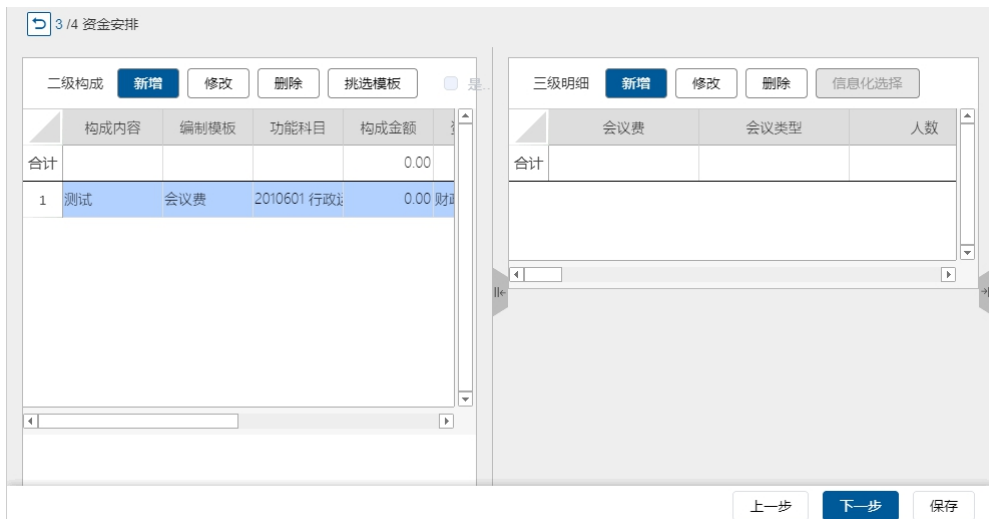 3 /4 资金安排
二级构成 新增 修改 删除 挑选模板 是..
构成内容 编制模板 功能科目 构成金额
合计 0.00
1 测试 会议费 2010601 行政运 0.00 财政
三级明细 新增 修改 删除 信息化选择
会议费 会议类型 人数
合计
上一步 下一步 保存